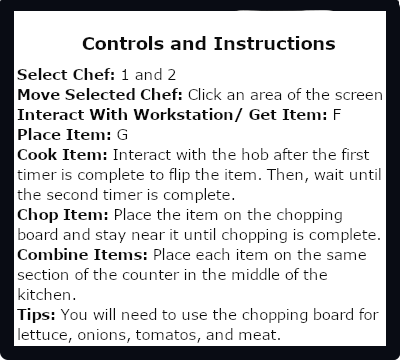 Controls and Instructions
Select Chef: 1 and 2
Move Selected Chef: Click an area of the screen
Interact With Workstation/ Get Item: F
Place Item: G
Cook Item: Interact with the hob after the first
timer is complete to flip the item. Then, wait until
the second timer is complete.
Chop Item: Place the item on the chopping
board and stay near it until chopping is complete.
Combine Items: Place each item on the same
section of the counter in the middle of the
kitchen.
Tips: You will need to use the chopping board for
lettuce, onions, tomatos, and meat.